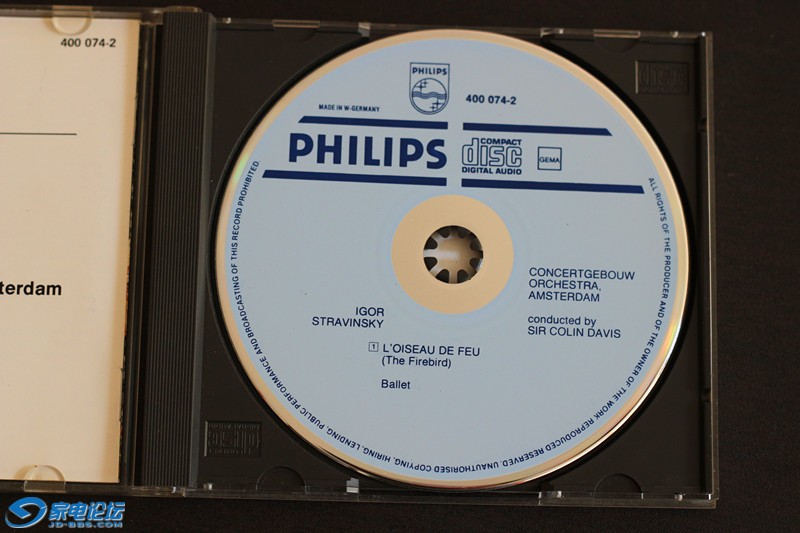 400 074-2
terdam
PHILIPS
400 074-2
MADE IN W-GERMANY
PHILIPS
COMPACT
disc
DIGITAL AUDIO
GEMA
CONCERTGEBOUW
ORCHESTRA,
AMSTERDAM
conducted by
SIR COLIN DAVIS
IGOR
STRAVINSKY
1 L'OISEAU DE FEU
(The Firebird)
Ballet
ALL RIGHTS OF THE PRODUCER AND OF THE OWNER OF THE WORK REPRODUCED RESERVED. UNAUTHORISED COPYING, HIRING, LENDING, PUBLIC PERFORMANCE AND BROADCASTING OF THIS RECORD PROHIBITED.
disc
家电论坛
JD-BBS.COM